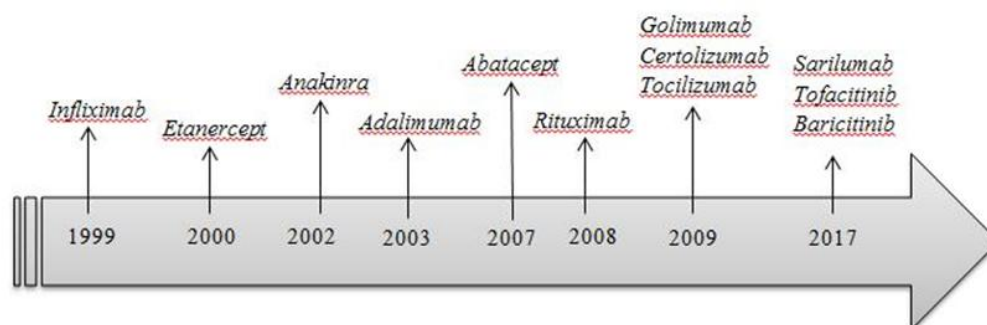 Infliximab
Etanercept
Anakinra
Adalimumab
Abatacept
Rituximab
Golimumab
Certolizumab
Tocilizumab
Sarilumab
Tofacitinib
Baricitinib
1999
2000
2002
2003
2007
2008
2009
2017